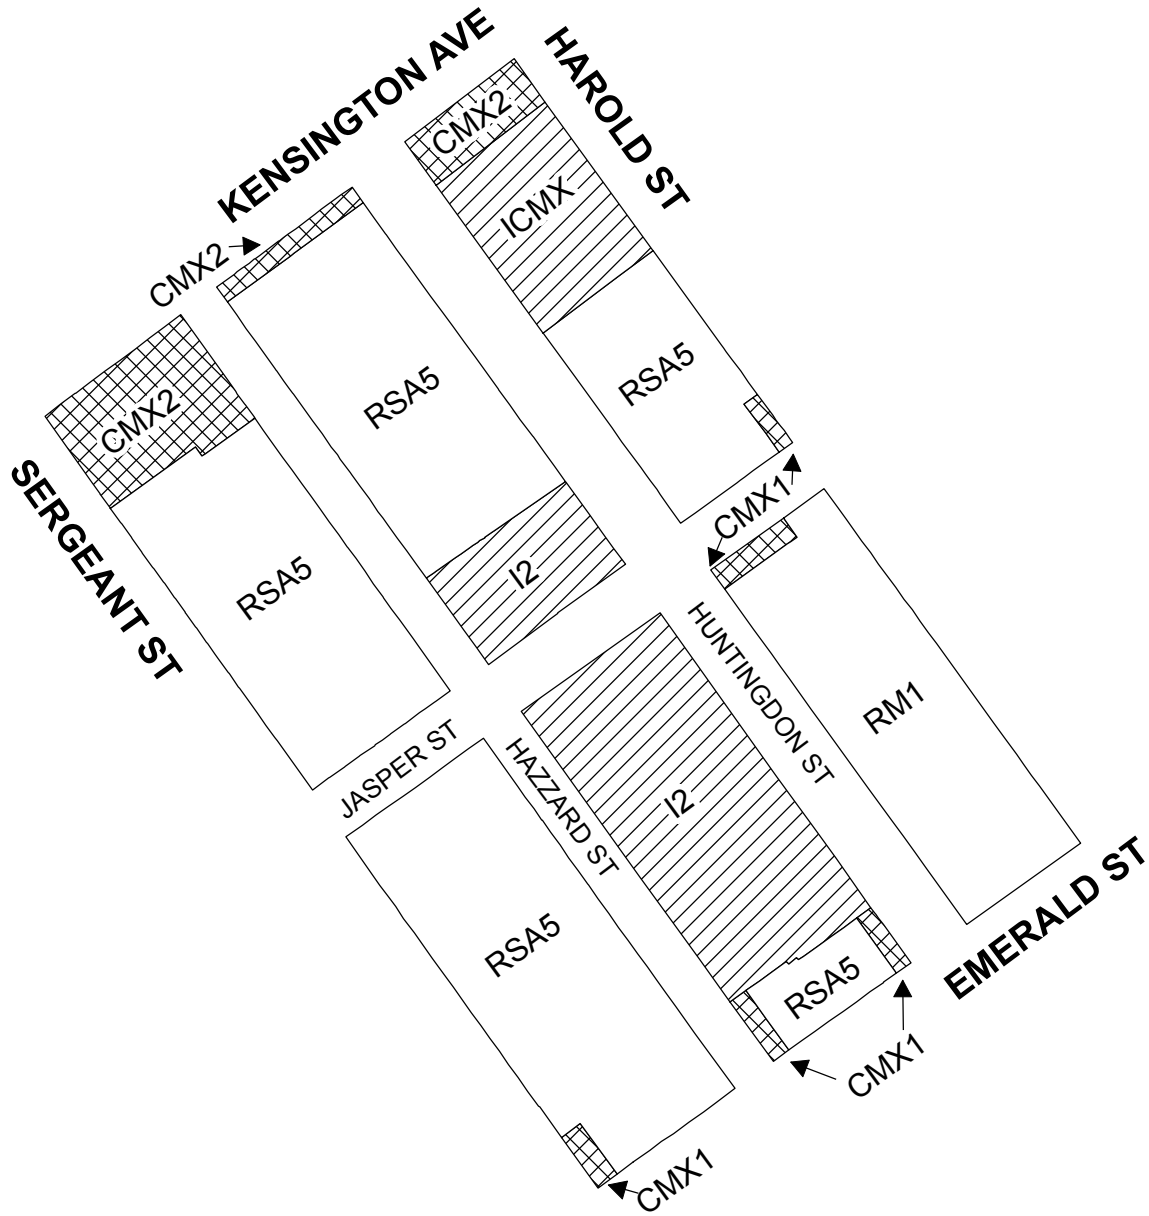 KENSINGTON AVE
HAROLD ST
CMX2
ICMX
CMX2
RSA5
RSA5
CMX2
SERGEANT ST
RSA5
I2
CMX1
HUNTINGDON ST
RM1
JASPER ST
HAZZARD ST
I2
RSA5
RSA5
EMERALD ST
CMX1
CMX1